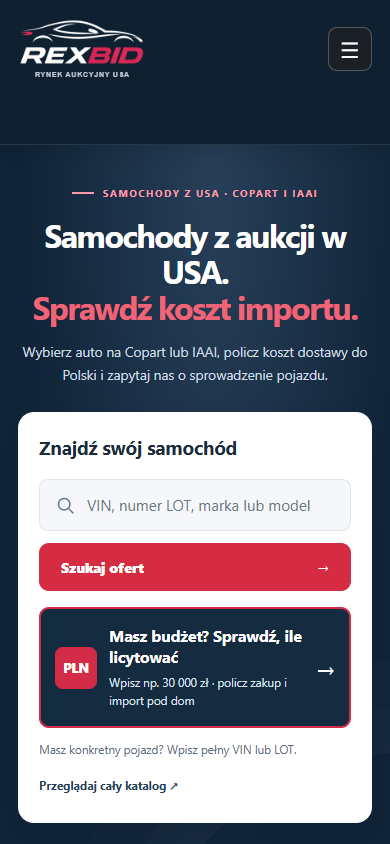 REXBID
RYNEK AUKCYJNY USA
SAMOCHODY Z USA · COPART I IAAI
Samochody z aukcji w
USA.
Sprawdź koszt importu.
Wybierz auto na Copart lub IAAI, policz koszt dostawy do
Polski i zapytaj nas o sprowadzenie pojazdu.
Znajdź swój samochód
VIN, numer LOT, marka lub model
Szukaj ofert →
Masz budżet? Sprawdź, ile
licytować
PLN
→
Wpisz np. 30 000 zł · policz zakup i
import pod dom
Masz konkretny pojazd? Wpisz pełny VIN lub LOT.
Przeglądaj cały katalog ↗